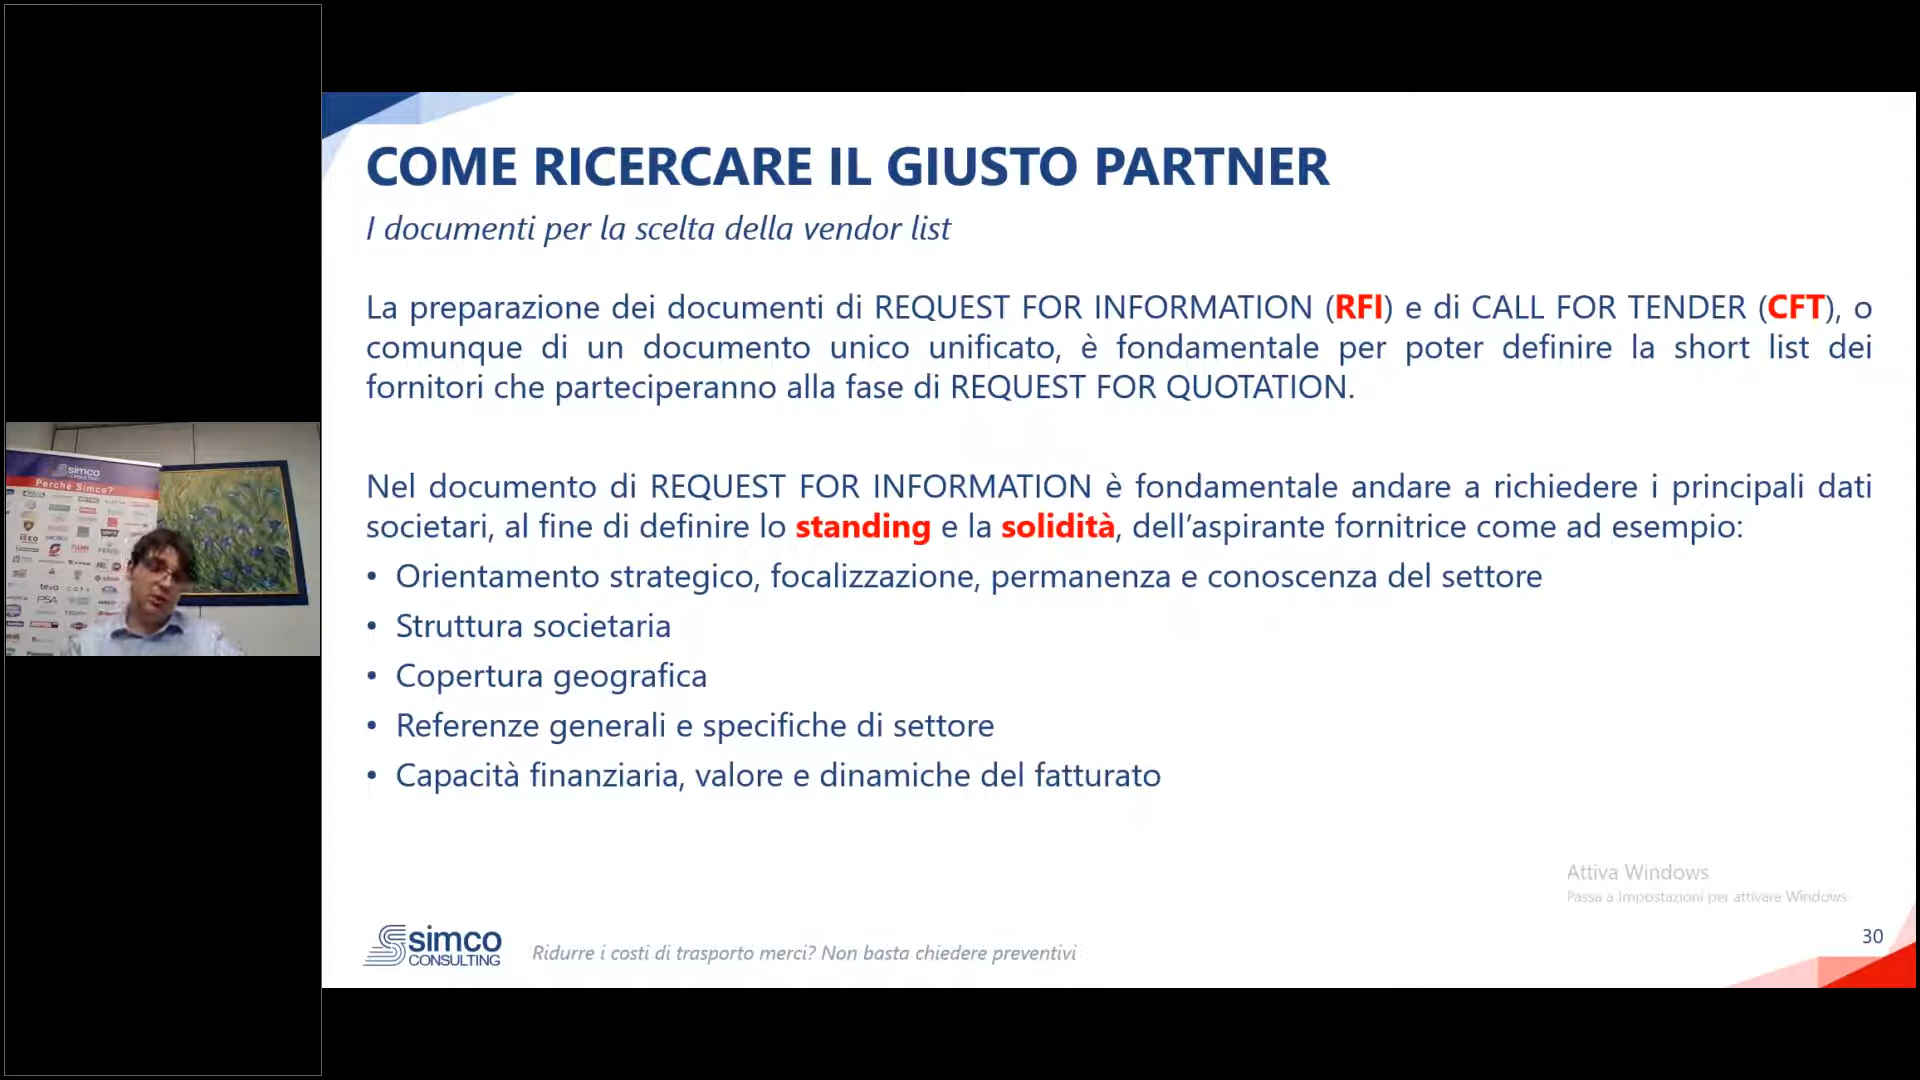 COME RICERCARE IL GIUSTO PARTNER
I documenti per la scelta della vendor list
La preparazione dei documenti di REQUEST FOR INFORMATION (RFI) e di CALL FOR TENDER (CFT), o
comunque di un documento unico unificato, è fondamentale per poter definire la short list dei
fornitori che parteciperanno alla fase di REQUEST FOR QUOTATION.
Nel documento di REQUEST FOR INFORMATION è fondamentale andare a richiedere i principali dati
societari, al fine di definire lo standing e la solidità, dell’aspirante fornitrice come ad esempio:
• Orientamento strategico, focalizzazione, permanenza e conoscenza del settore
• Struttura societaria
• Copertura geografica
• Referenze generali e specifiche di settore
• Capacità finanziaria, valore e dinamiche del fatturato
Attiva Windows
Passa a Impostazioni per attivare Windows.
30
simco
CONSULTING
Ridurre i costi di trasporto merci? Non basta chiedere preventivi
simco
Perché Simco?
teva
COTY
PSA